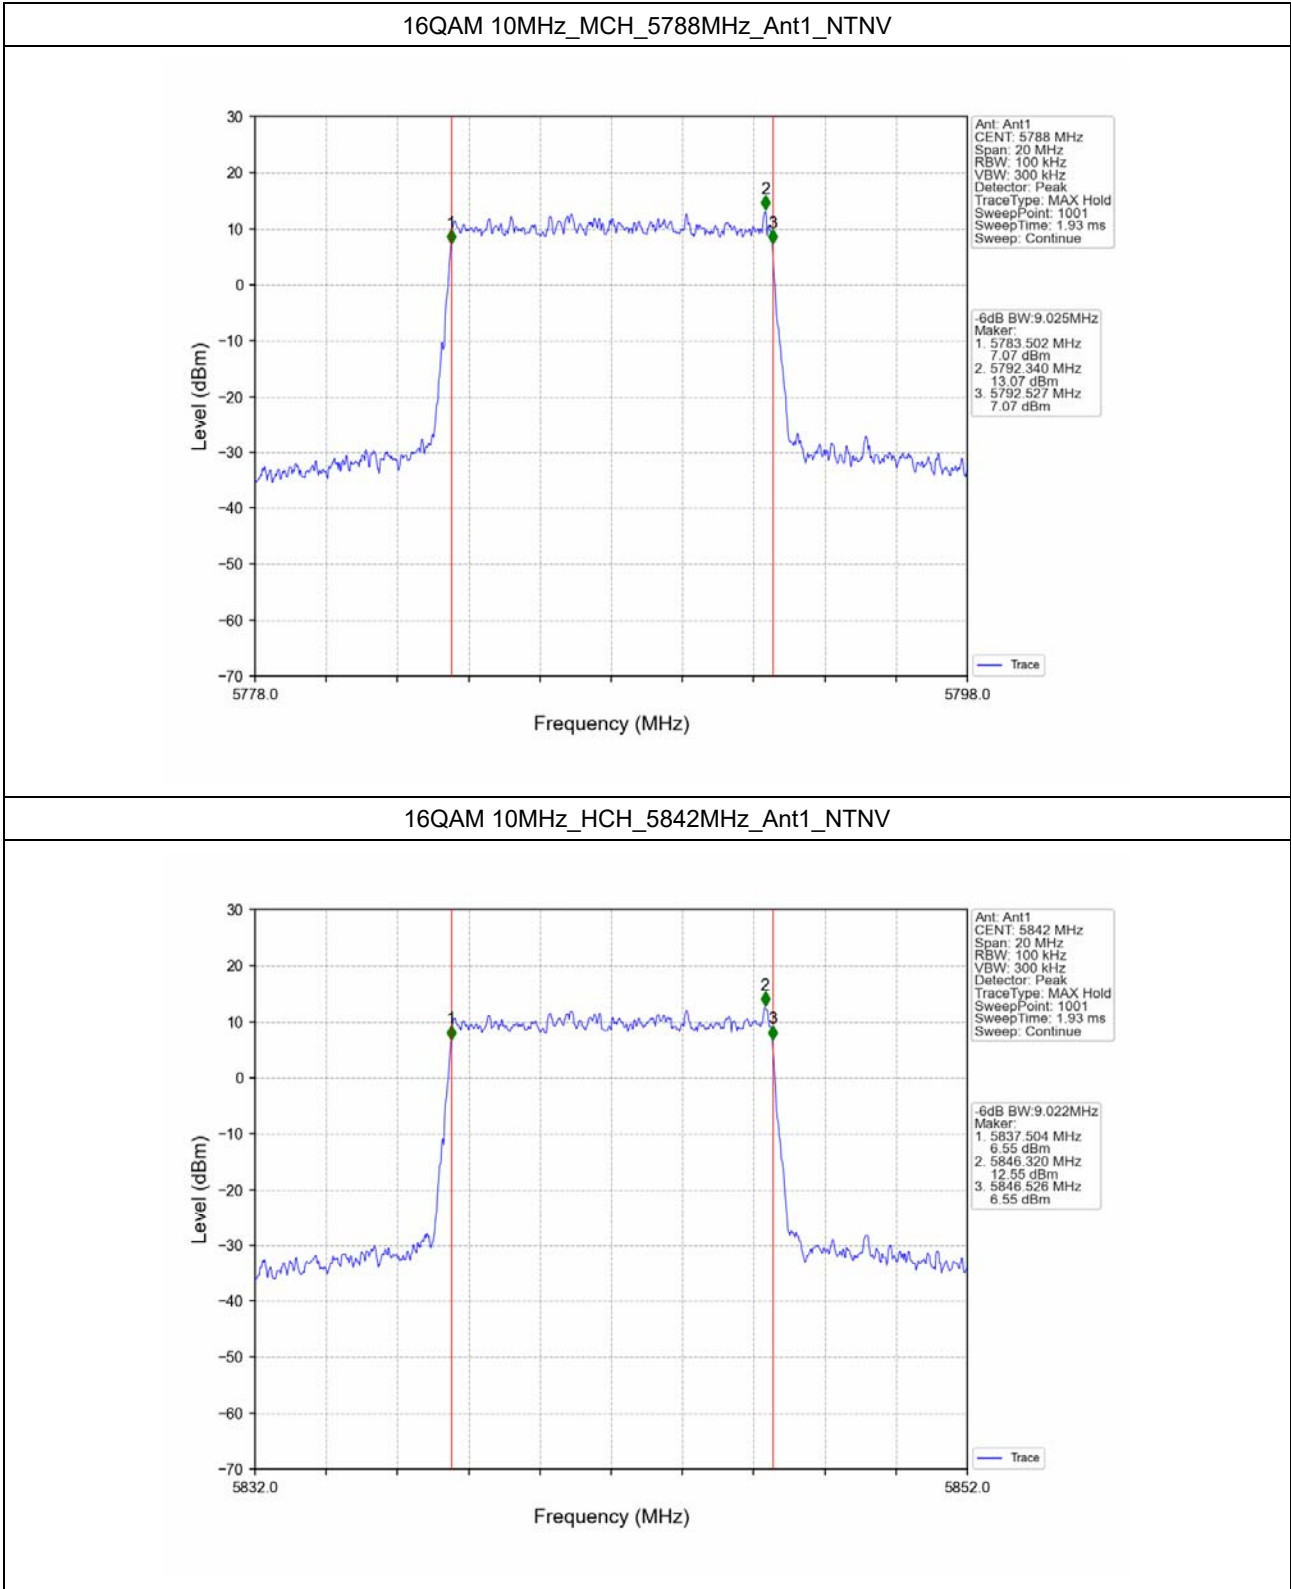 16QAM 10MHz_MCH_5788MHz_Ant1_NTNV
30
20
10
0
−10
−20
−30
−40
−50
−60
−70
Level (dBm)
1
2
3
5778.0
5798.0
Frequency (MHz)
Ant: Ant1
CENT: 5788 MHz
Span: 20 MHz
RBW: 100 kHz
VBW: 300 kHz
Detector: Peak
TraceType: MAX Hold
SweepPoint: 1001
SweepTime: 1.93 ms
Sweep: Continue
-6dB BW:9.025MHz
Maker:
1. 5783.502 MHz
7.07 dBm
2. 5792.340 MHz
13.07 dBm
3. 5792.527 MHz
7.07 dBm
Trace
16QAM 10MHz_HCH_5842MHz_Ant1_NTNV
30
20
10
0
−10
−20
−30
−40
−50
−60
−70
Level (dBm)
1
2
3
5832.0
5852.0
Frequency (MHz)
Ant: Ant1
CENT: 5842 MHz
Span: 20 MHz
RBW: 100 kHz
VBW: 300 kHz
Detector: Peak
TraceType: MAX Hold
SweepPoint: 1001
SweepTime: 1.93 ms
Sweep: Continue
-6dB BW:9.022MHz
Maker:
1. 5837.504 MHz
6.55 dBm
2. 5846.320 MHz
12.55 dBm
3. 5846.526 MHz
6.55 dBm
Trace